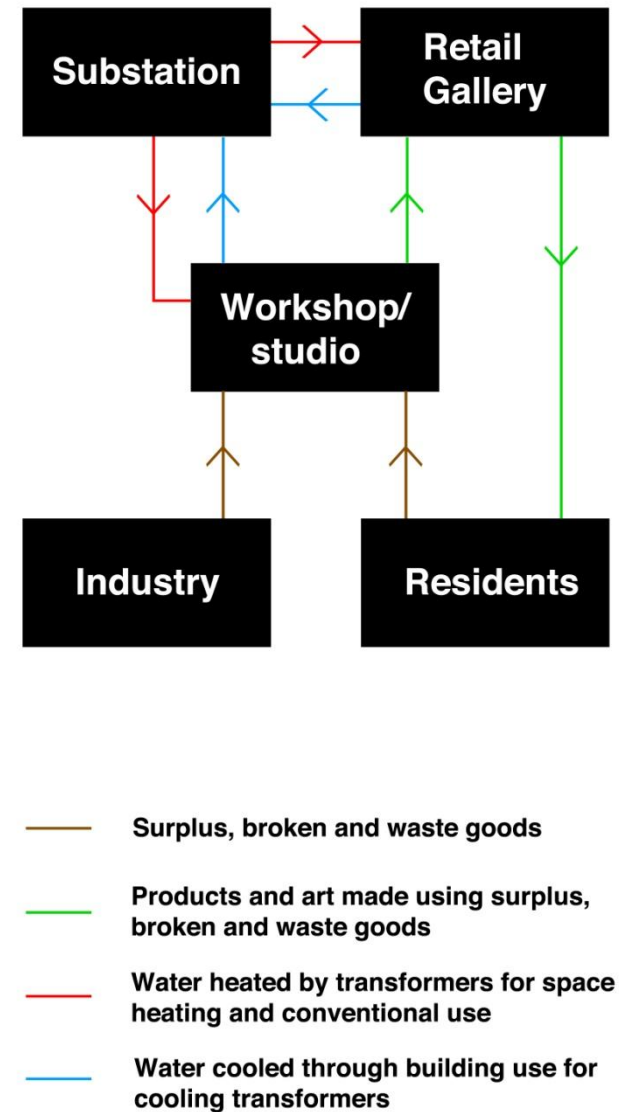 Substation
Retail
Gallery
Workshop/
studio
Industry
Residents
Surplus, broken and waste goods
Products and art made using surplus,
broken and waste goods
Water heated by transformers for space
heating and conventional use
Water cooled through building use for
cooling transformers